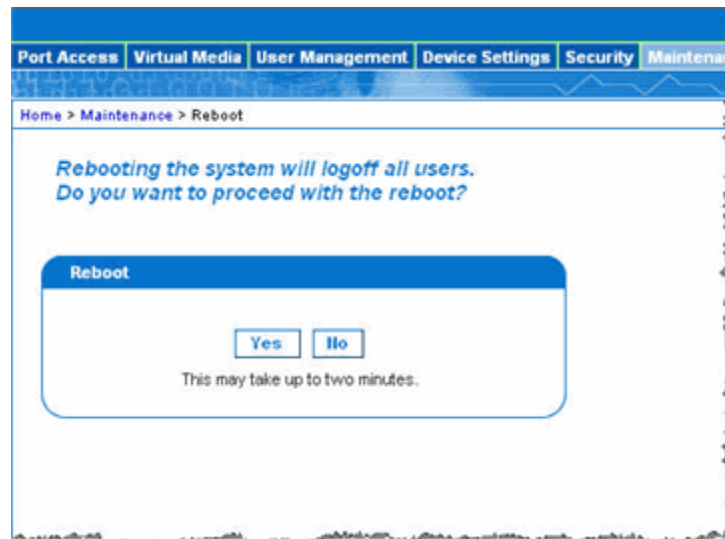 Port Access Virtual Media User Management Device Settings Security Maintena
Home > Maintenance > Reboot
Rebooting the system will logoff all users.
Do you want to proceed with the reboot?
Reboot
Yes No
This may take up to two minutes.